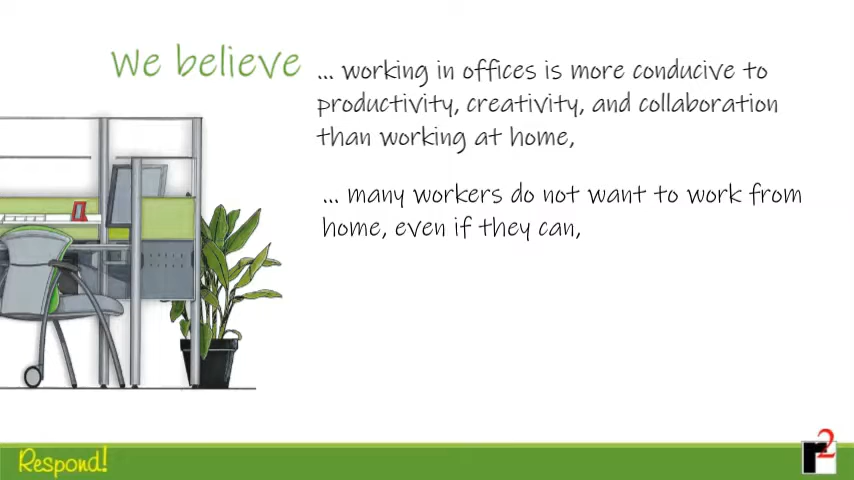 We believe
... working in offices is more conducive to
productivity, creativity, and collaboration
than working at home,
... many workers do not want to work from
home, even if they can,
Respond!
r2